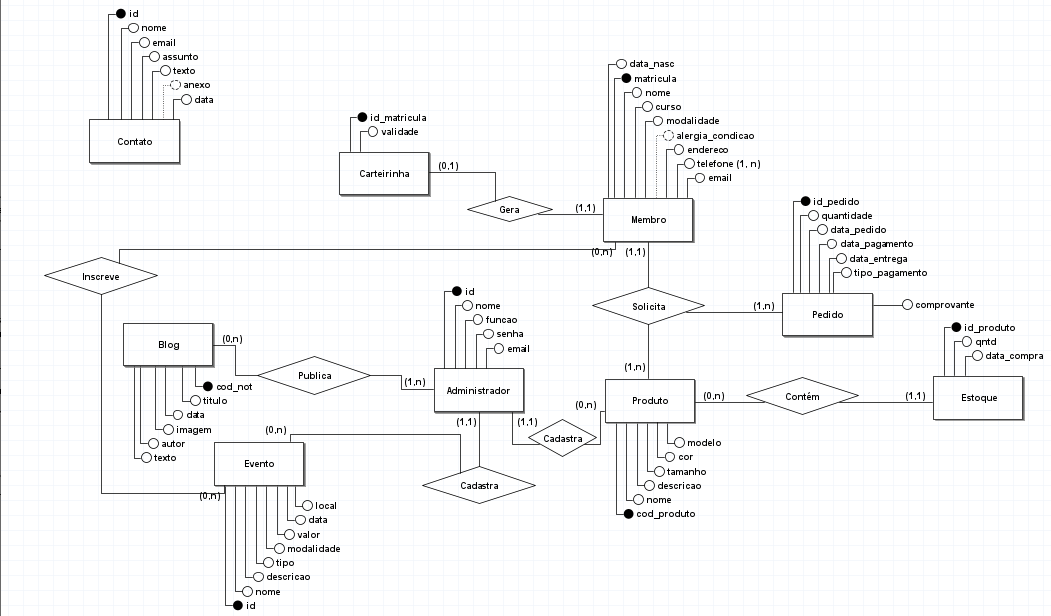 id
nome
email
assunto
texto
anexo
data
Contato
id_matricula
validade
Carteirinha
(0,1)
Gera
(1,1)
data_nasc
matricula
nome
curso
modalidade
alergia_condicao
endereco
telefone (1, n)
email
Membro
(0,n)
(1,1)
Inscreve
Solicita
(1,n)
id_pedido
quantidade
data_pedido
data_pagamento
data_entrega
tipo_pagamento
Pedido
comprovante
id_produto
qntd
data_compra
Estoque
(1,1)
Contém
(0,n)
(1,n)
Produto
modelo
cor
tamanho
descricao
nome
cod_produto
id
nome
funcao
senha
email
Administrador
(1,n)
Publica
(0,n)
Blog
cod_not
titulo
data
imagem
autor
texto
(1,1)
(1,1)
(0,n)
Cadastra
Cadastra
(0,n)
Evento
(0,n)
local
data
valor
modalidade
tipo
descricao
nome
id